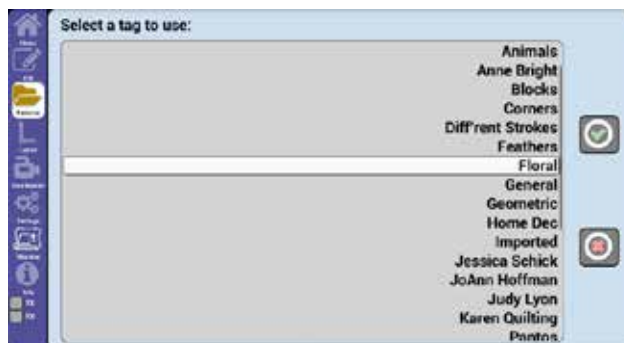 Select a tag to use:
Animals
Anne Bright
Blocks
Corners
Diff'rent Strokes
Feathers
Floral
General
Geometric
Home Dec
Imported
Jessica Schick
JoAnn Hoffman
Judy Lyon
Karen Quilting
Pantos